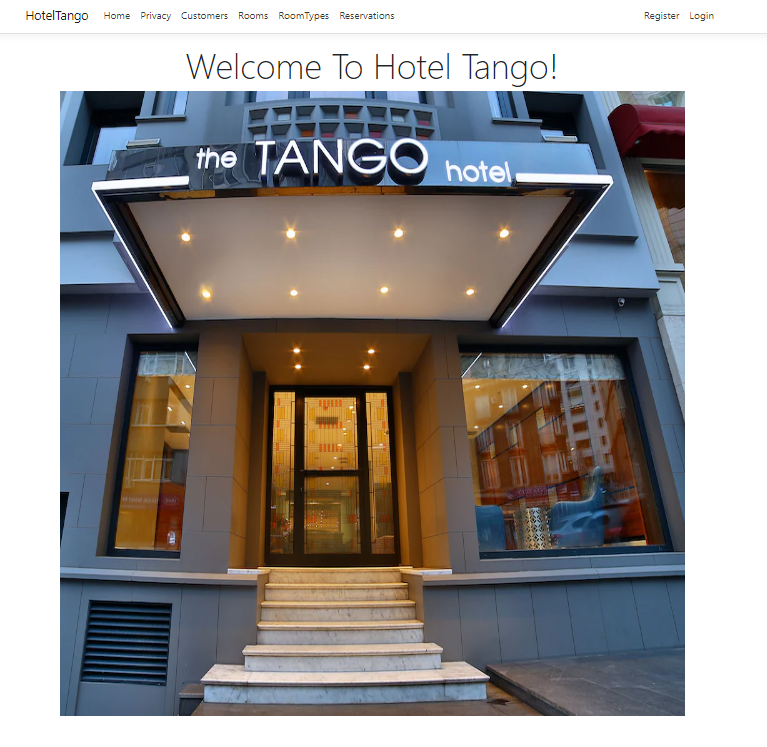 HotelTango Home Privacy Customers Rooms RoomTypes Reservations Register Login
Welcome To Hotel Tango!
the TANGO hotel